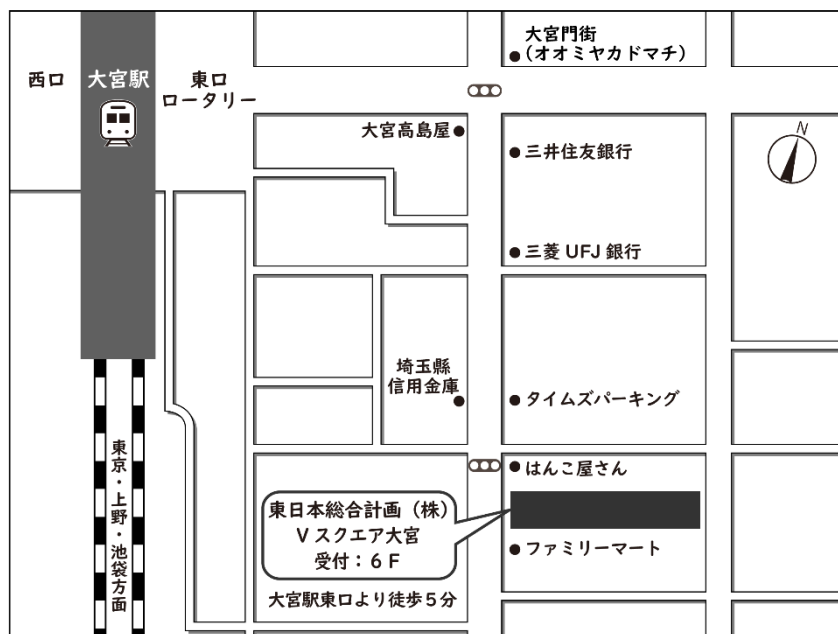 大宮門街
(オオミヤカドマチ)
西口
大宮駅
東口
ロータリー
大宮高島屋
三井住友銀行
N
三菱UFJ銀行
埼玉縣
信用金庫
タイムズパーキング
はんこ屋さん
東日本総合計画(株)
Vスクエア大宮
受付:6F
ファミリーマート
大宮駅東口より徒歩5分
東京・上野・池袋方面